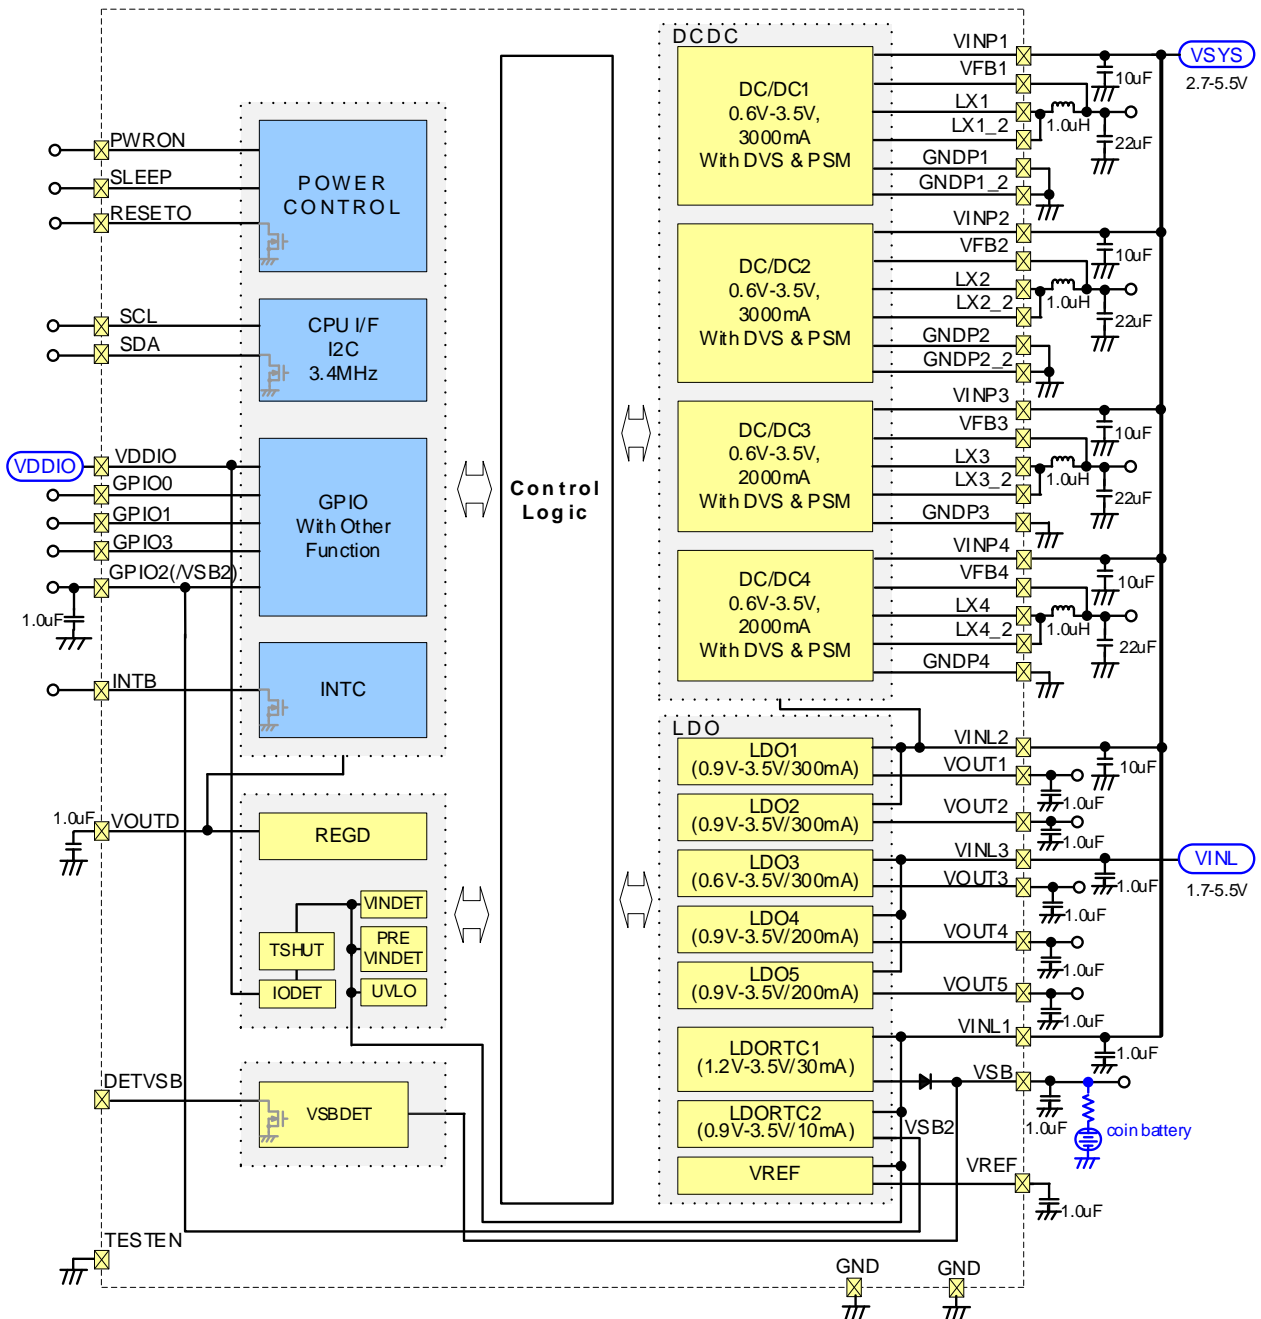 PWRON
SLEEP
RESETO
POWER
CONTROL
SCL
SDA
CPU I/F
I2C
3.4MHz
VDDIO
VDDIO
GPIO0
GPIO1
GPIO3
GPIO2(/VSB2)
1.0uF
GPIO
With Other
Function
INTB
INTC
1.0uF
VOUTD
REGD
VINDET
TSHUT
PRE
VINDET
IODET
UVLO
DETVSB
VSBDET
TESTEN
Control
Logic
DCDC
DC/DC1
0.6V-3.5V,
3000mA
With DVS & PSM
VINP1
VFB1
LX1
LX1_2
GNDP1
GNDP1_2
10uF
1.0uH
22uF
VSYS
2.7-5.5V
DC/DC2
0.6V-3.5V,
3000mA
With DVS & PSM
VINP2
VFB2
LX2
LX2_2
GNDP2
GNDP2_2
10uF
1.0uH
22uF
DC/DC3
0.6V-3.5V,
2000mA
With DVS & PSM
VINP3
VFB3
LX3
LX3_2
GNDP3
10uF
1.0uH
22uF
DC/DC4
0.6V-3.5V,
2000mA
With DVS & PSM
VINP4
VFB4
LX4
LX4_2
GNDP4
10uF
1.0uH
22uF
LDO
LDO1
(0.9V-3.5V/300mA)
VINL2
VOUT1
10uF
1.0uF
LDO2
(0.9V-3.5V/300mA)
VOUT2
1.0uF
LDO3
(0.6V-3.5V/300mA)
VINL3
VOUT3
1.0uF
1.0uF
VINL
1.7-5.5V
LDO4
(0.9V-3.5V/200mA)
VOUT4
1.0uF
LDO5
(0.9V-3.5V/200mA)
VOUT5
1.0uF
LDORTC1
(1.2V-3.5V/30mA)
VINL1
1.0uF
VSB
1.0uF
coin battery
LDORTC2
(0.9V-3.5V/10mA)
VSB2
VREF
VREF
1.0uF
GND
GND